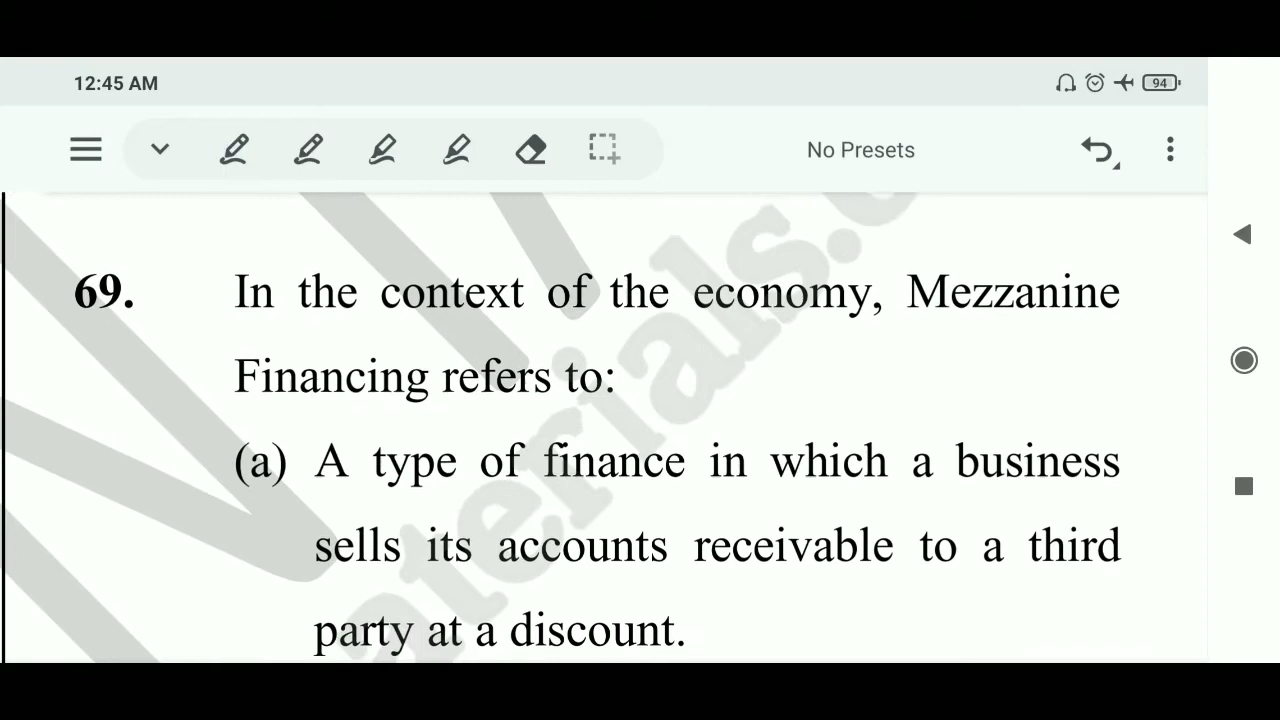 12:45 AM
94
No Presets
69. In the context of the economy, Mezzanine
Financing refers to:
(a) A type of finance in which a business
sells its accounts receivable to a third
party at a discount.
aterials.